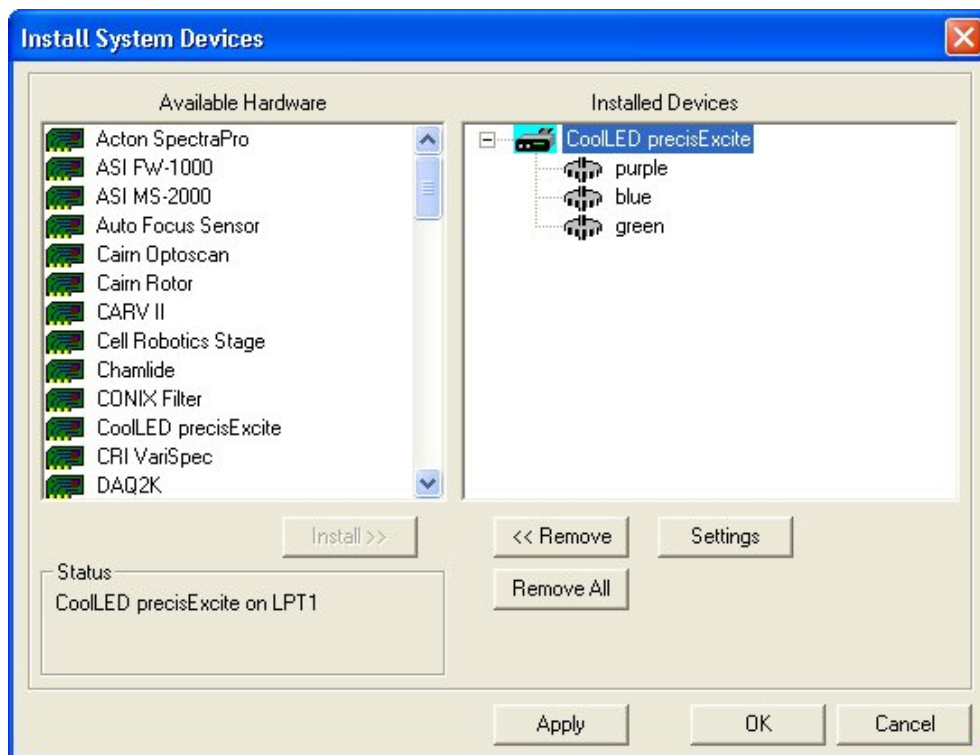 Install System Devices
Available Hardware
Acton SpectraPro
ASI FW-1000
ASI MS-2000
Auto Focus Sensor
Cairn Optoscan
Cairn Rotor
CARV II
Cell Robotics Stage
Chamlide
CONIX Filter
CoolLED precisExcite
CRI VariSpec
DAQ2K
Installed Devices
CoolLED precisExcite
purple
blue
green
Install >>
<< Remove
Settings
Remove All
Status
CoolLED precisExcite on LPT1
Apply
OK
Cancel